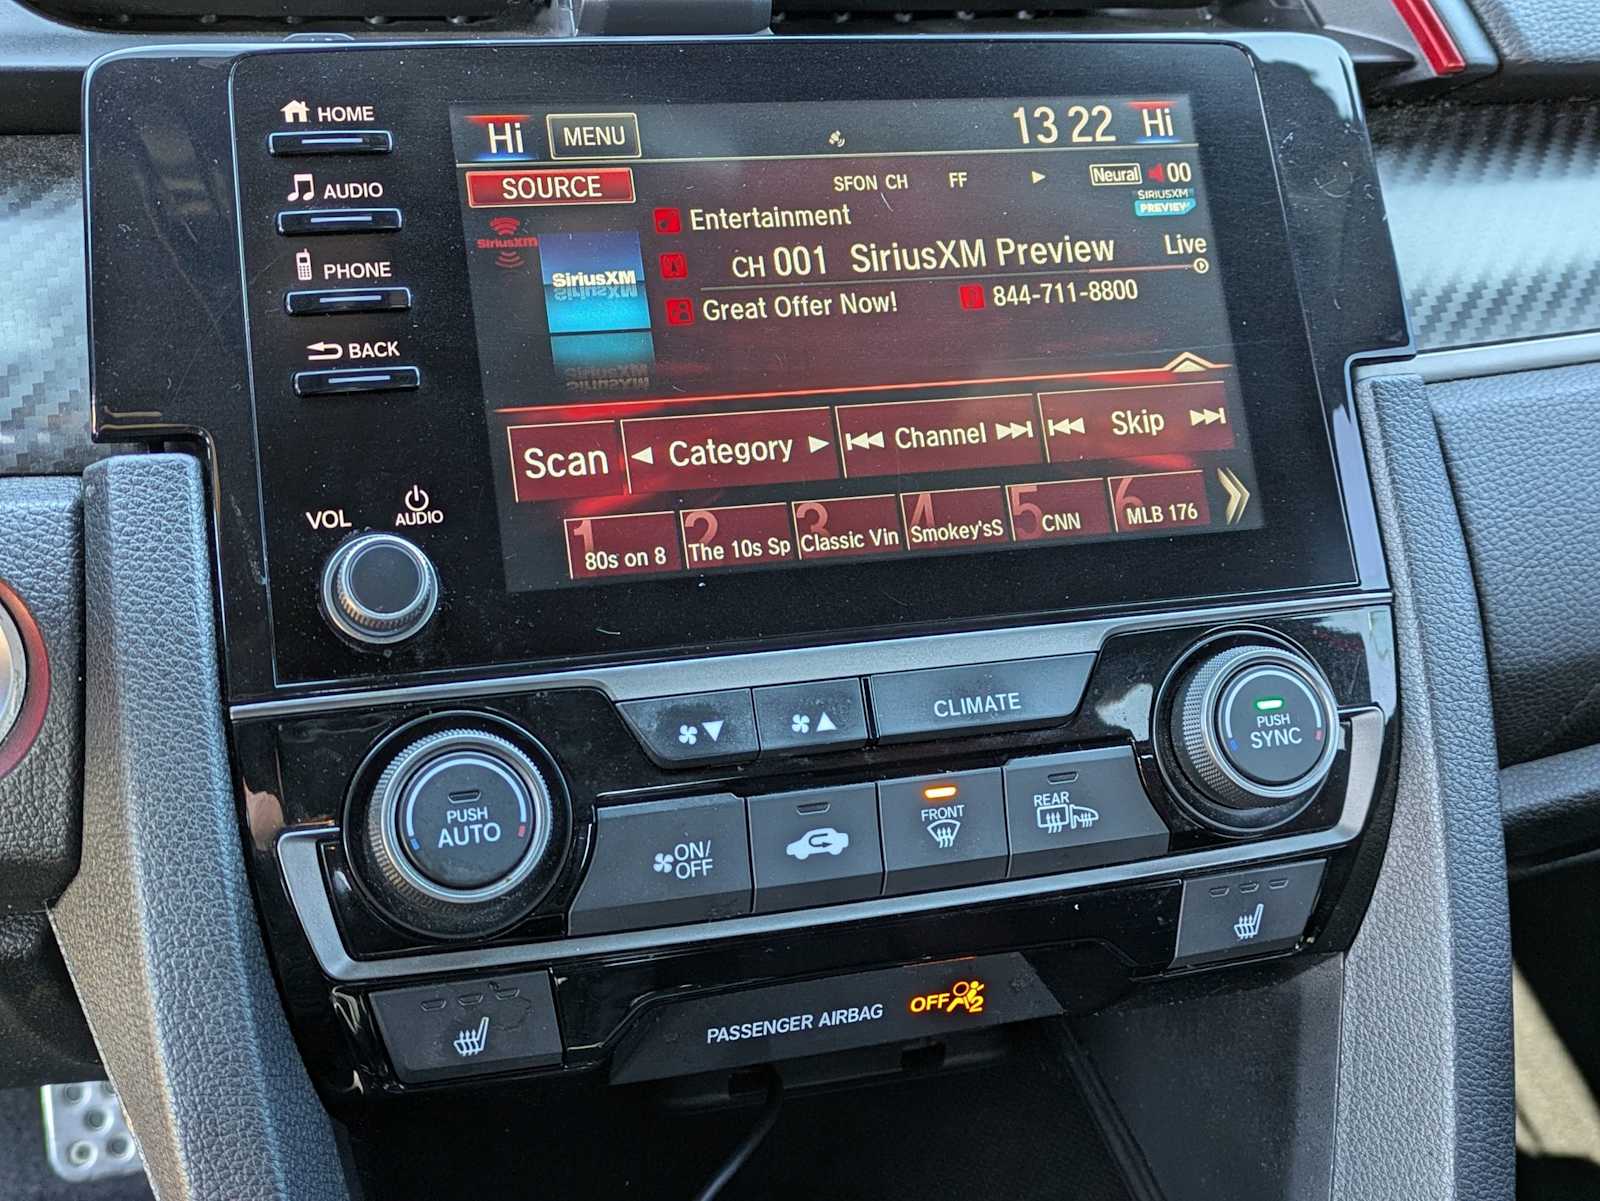 HOME
AUDIO
PHONE
BACK
VOL
AUDIO
Hi
MENU
13 22
Hi
SOURCE
SFON CH
FF
Neural
00
SIRIUSXM
PREVIEW
SiriusXM
SiriusXM
Entertainment
CH 001 SiriusXM Preview
Live
Great Offer Now!
844-711-8800
Scan
Category
Channel
Skip
1 80s on 8
2 The 10s Sp
3 Classic Vin
4 Smokey'sS
5 CNN
6 MLB 176
CLIMATE
PUSH
SYNC
PUSH
AUTO
ON/
OFF
FRONT
REAR
PASSENGER AIRBAG
OFF
2